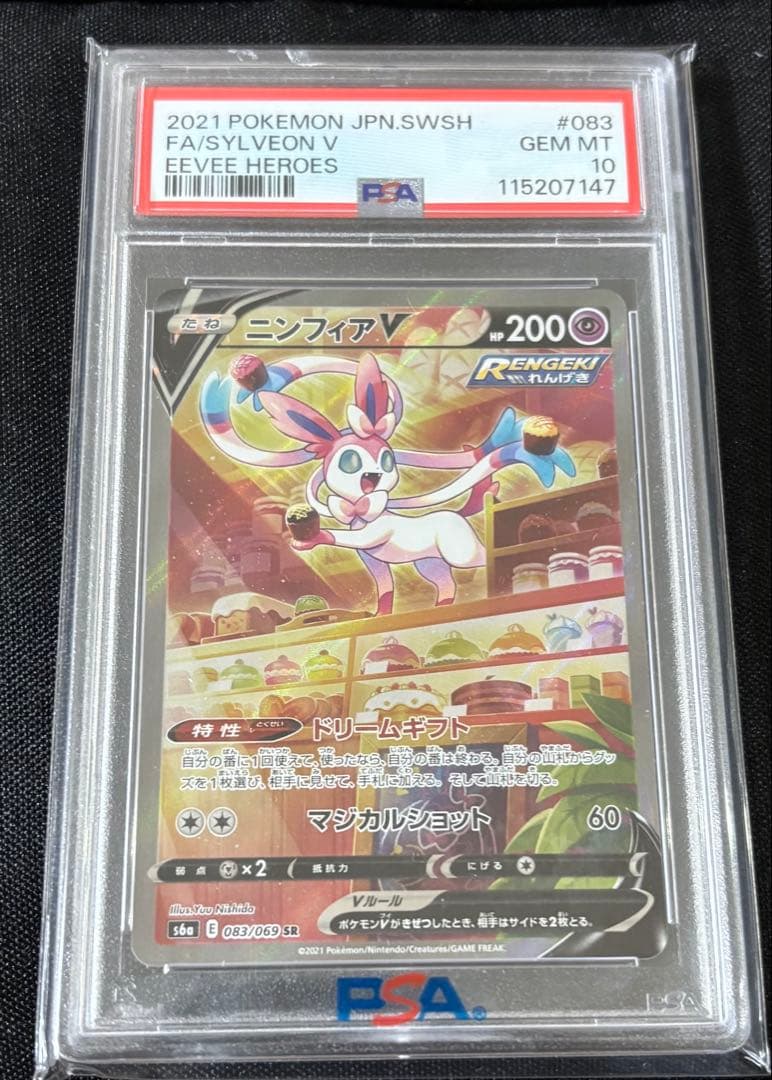 2021 POKEMON JPN.SWSH #083
FA/SYLVEON V GEM MT
EEVEE HEROES 10
PSA 115207147
たね ニンフィアV HP200
RENGEKI
れんげき
特性 とくせい ドリームギフト
自分の番に1回使えて、使ったなら、自分の番は終わる。自分の山札からグッ
ズを1枚選び、相手に見せて、手札に加える。そして山札を切る。
マジカルショット 60
弱点 ×2 抵抗力 にげる
Vルール
ポケモンVがきぜつしたとき、相手はサイドを2枚とる。
Illus. Yuu Nishida
s6a E 083/069 SR
©2021 Pokémon/Nintendo/Creatures/GAME FREAK.
PSA®